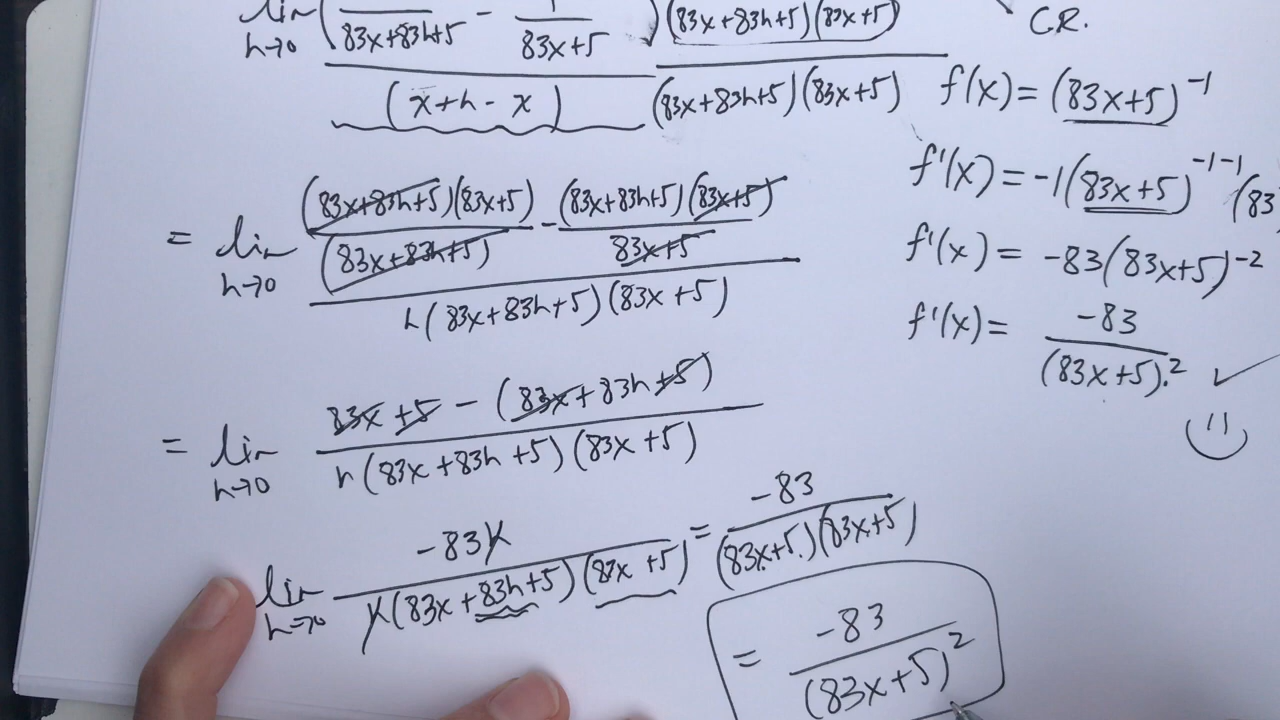 lim h→0 ( /83x+83h+5 - 1/83x+5 ) (83x+83h+5)(83x+5)
(x+h-x) (83x+83h+5)(83x+5)
= lim h→0 (83x+83h+5)(83x+5)/(83x+83h+5) - (83x+83h+5)(83x+5)/83x+5
h(83x+83h+5)(83x+5)
= lim h→0 83x+5-(83x+83h+5)
h(83x+83h+5)(83x+5)
lim h→0 -83h/h(83x+83h+5)(83x+5) = -83/(83x+5)(83x+5)
= -83/(83x+5)²
C.R.
f(x)=(83x+5)⁻¹
f'(x)=-1(83x+5)⁻¹⁻¹(83
f'(x)=-83(83x+5)⁻²
f'(x)=-83/(83x+5)² ✓